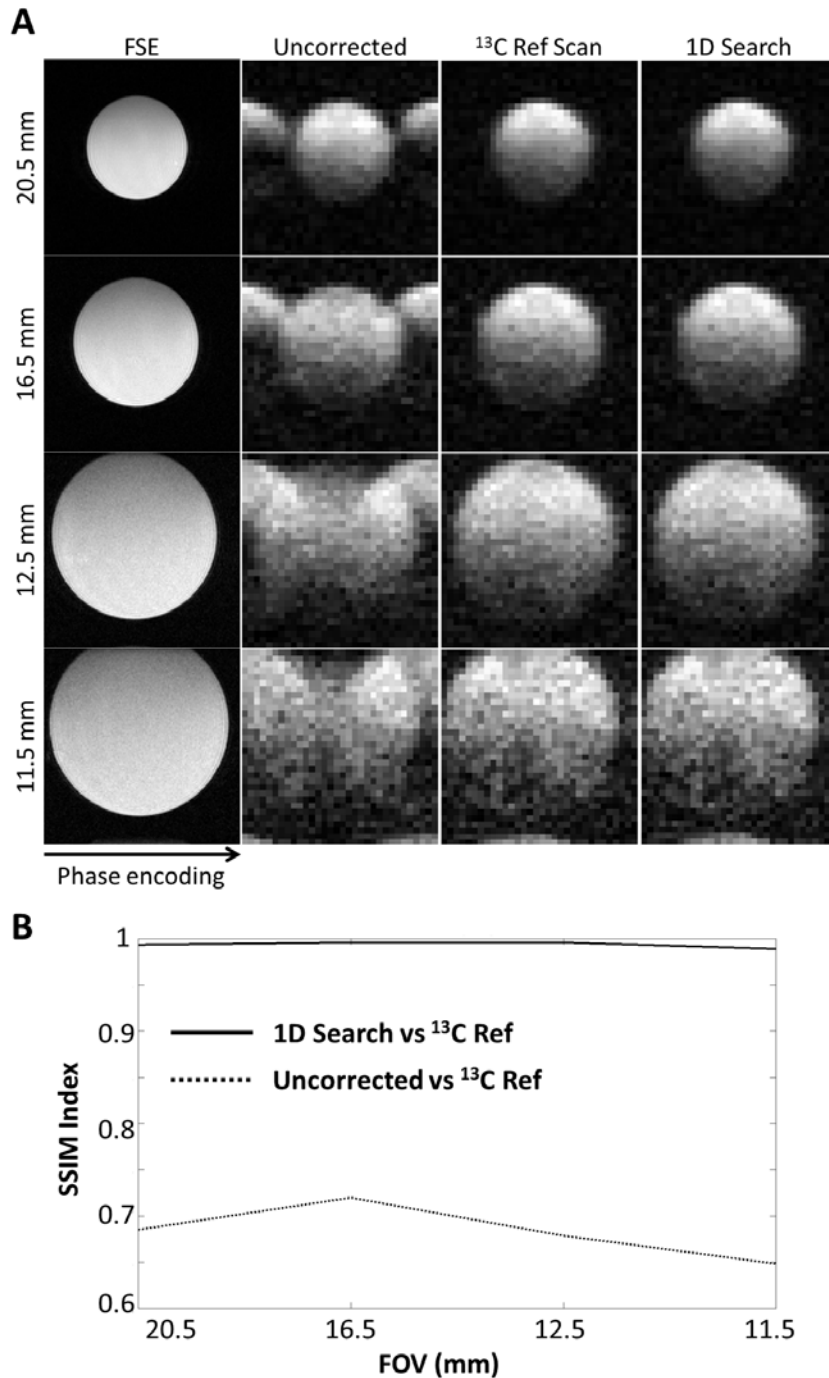 A
FSE Uncorrected ¹³C Ref Scan 1D Search
20.5 mm
16.5 mm
12.5 mm
11.5 mm
Phase encoding
B
1
0.9
0.8
0.7
0.6
SSIM Index
1D Search vs ¹³C Ref
Uncorrected vs ¹³C Ref
20.5 16.5 12.5 11.5
FOV (mm)